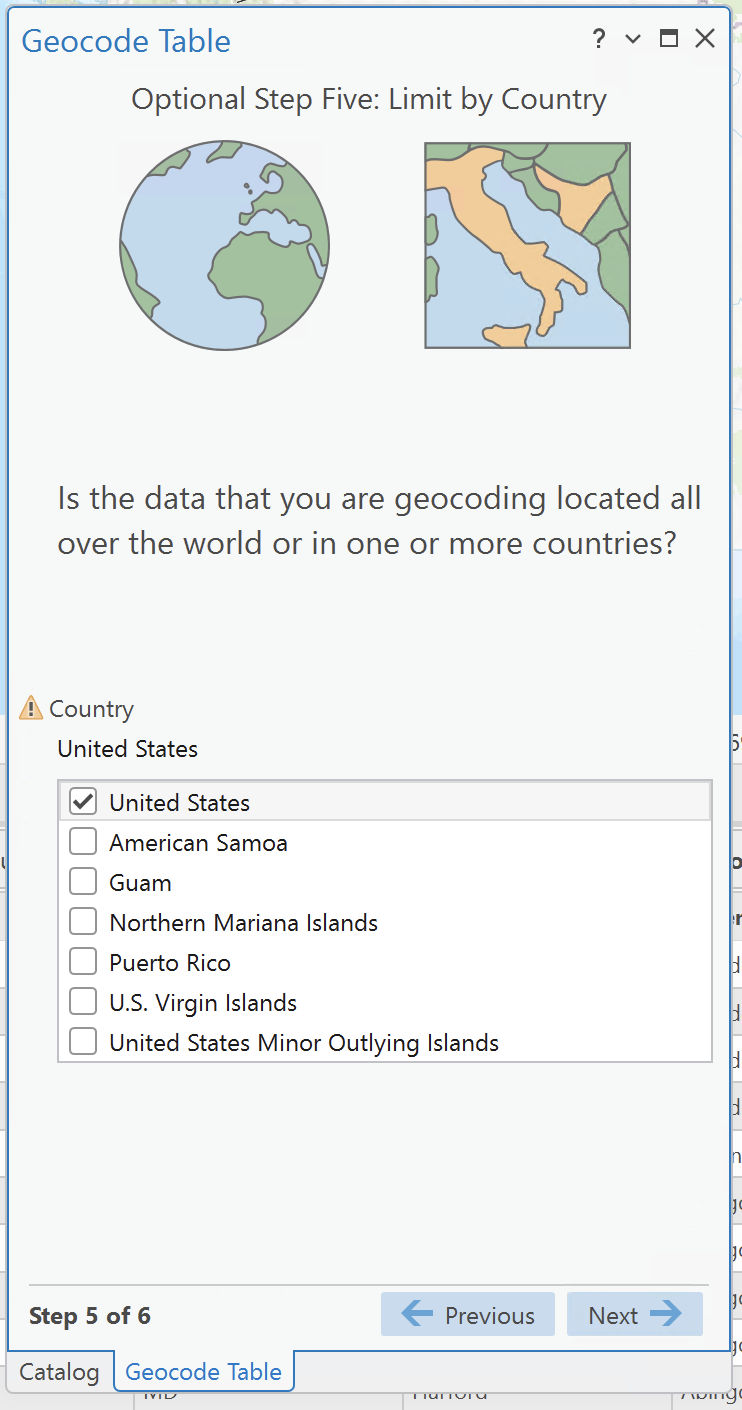 Geocode Table
?
Optional Step Five: Limit by Country
Is the data that you are geocoding located all
over the world or in one or more countries?
Country
United States
United States
American Samoa
Guam
Northern Mariana Islands
Puerto Rico
U.S. Virgin Islands
United States Minor Outlying Islands
Step 5 of 6
Previous
Next
Catalog
Geocode Table
MD
Harford